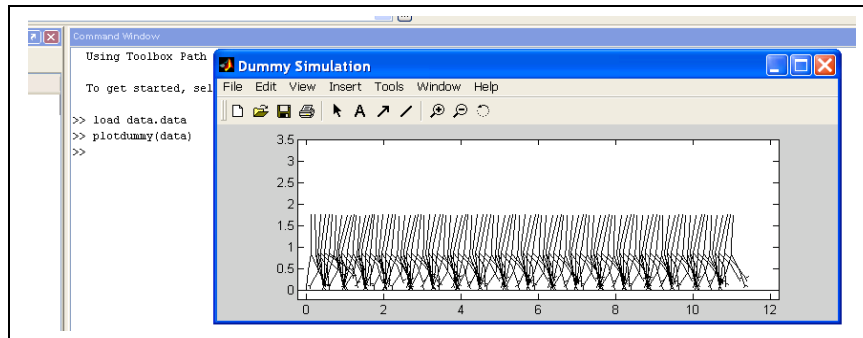 Command Window
Using Toolbox Path
To get started, sel
>> load data.data
>> plotdummy(data)
>>
Dummy Simulation
File Edit View Insert Tools Window Help
A
3.5
3
2.5
2
1.5
1
0.5
0
0 2 4 6 8 10 12